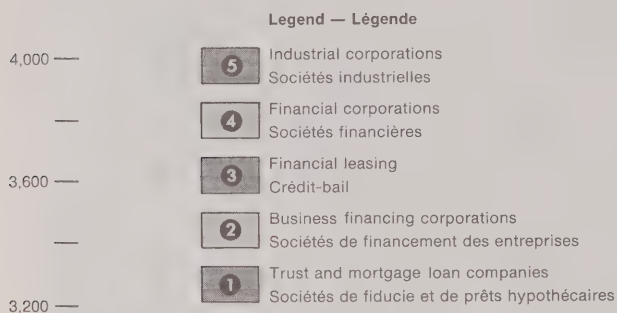 Legend — Légende
4,000
5 Industrial corporations
Sociétés industrielles
4 Financial corporations
Sociétés financières
3,600
3 Financial leasing
Crédit-bail
2 Business financing corporations
Sociétés de financement des entreprises
1 Trust and mortgage loan companies
Sociétés de fiducie et de prêts hypothécaires
3,200